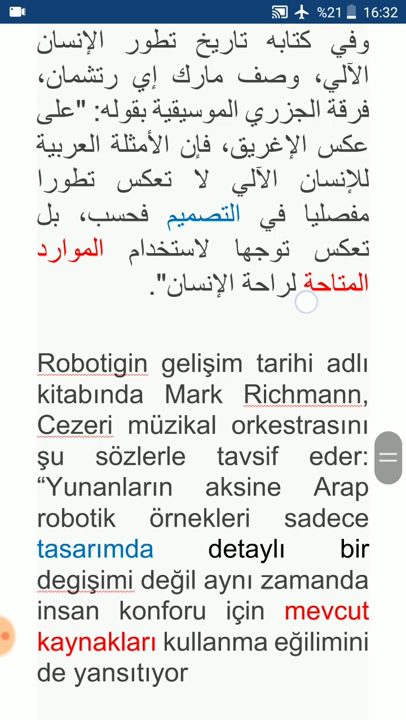 %21 16:32
وفي كتابه تاريخ تطور الإنسان
الآلي، وصف مارك إي رتشمان،
فرقة الجزري الموسيقية بقوله: "على
عكس الإغريق، فإن الأمثلة العربية
للإنسان الآلي لا تعكس تطورا
مفصليا في التصميم فحسب، بل
تعكس توجها لاستخدام الموارد
المتاحة لراحة الإنسان".
Robotigin gelişim tarihi adlı
kitabında Mark Richmann,
Cezeri müzikal orkestrasını
şu sözlerle tavsif eder:
“Yunanların aksine Arap
robotik örnekleri sadece
tasarımda detaylı bir
degişimi değil aynı zamanda
insan konforu için mevcut
kaynakları kullanma eğilimini
de yansıtıyor